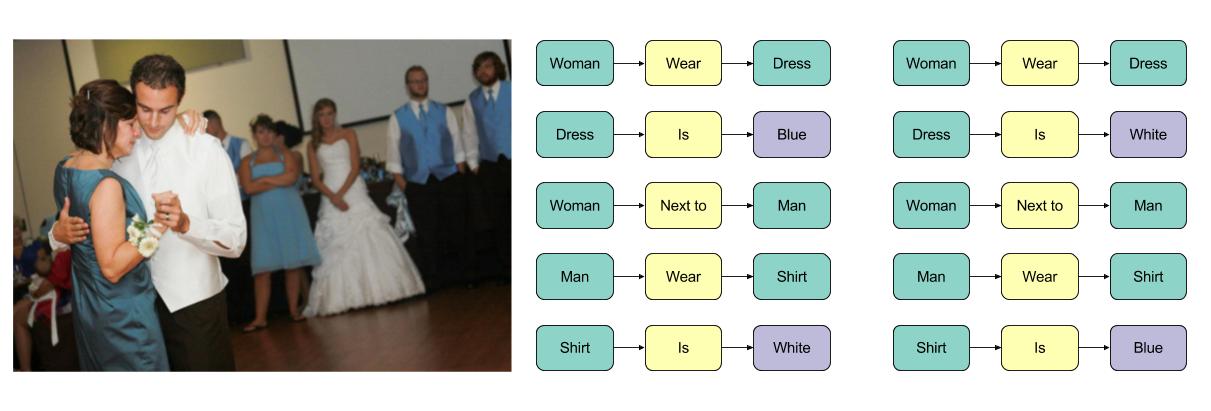 Woman Wear Dress Woman Wear Dress
Dress Is Blue Dress Is White
Woman Next to Man Woman Next to Man
Man Wear Shirt Man Wear Shirt
Shirt Is White Shirt Is Blue